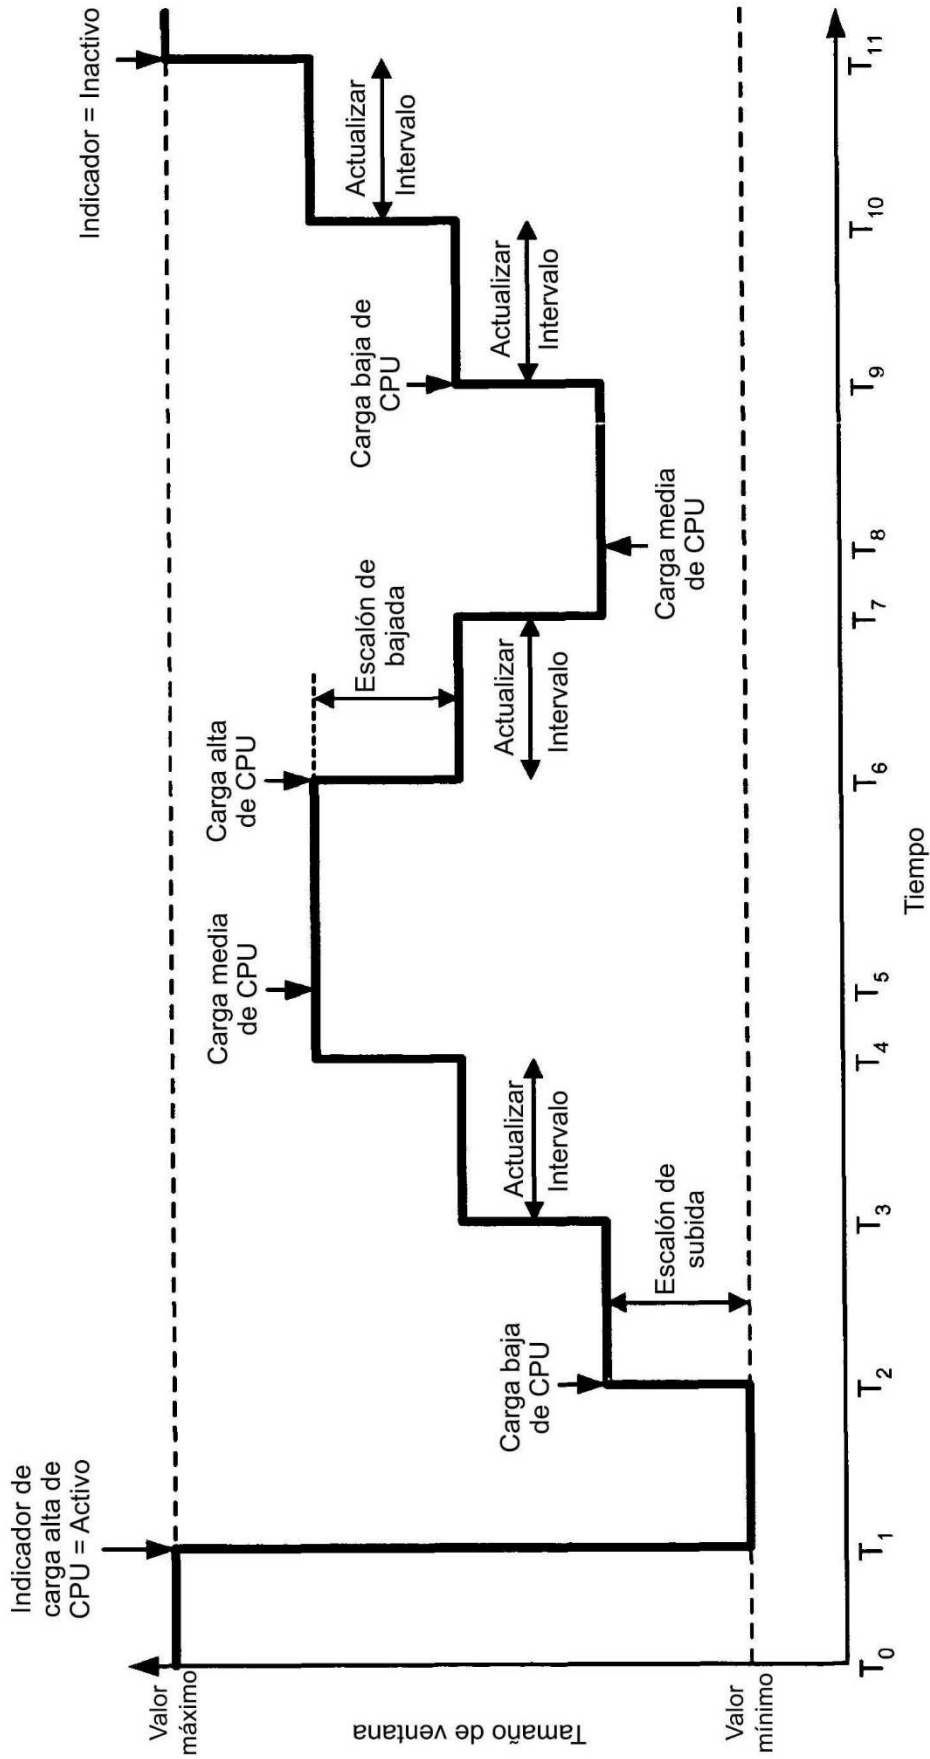 Indicador de
carga alta de
CPU = Activo
Indicador = Inactivo
Valor
máximo
Carga media
de CPU
Carga alta
de CPU
Escalón de
bajada
Carga baja de
CPU
Actualizar
Intervalo
Carga baja
de CPU
Actualizar
Intervalo
Actualizar
Intervalo
Actualizar
Intervalo
Escalón de
subida
Carga media
de CPU
Tamaño de ventana
Valor
mínimo
T0 T1 T2 T3 T4 T5 T6 T7 T8 T9 T10 T11
Tiempo